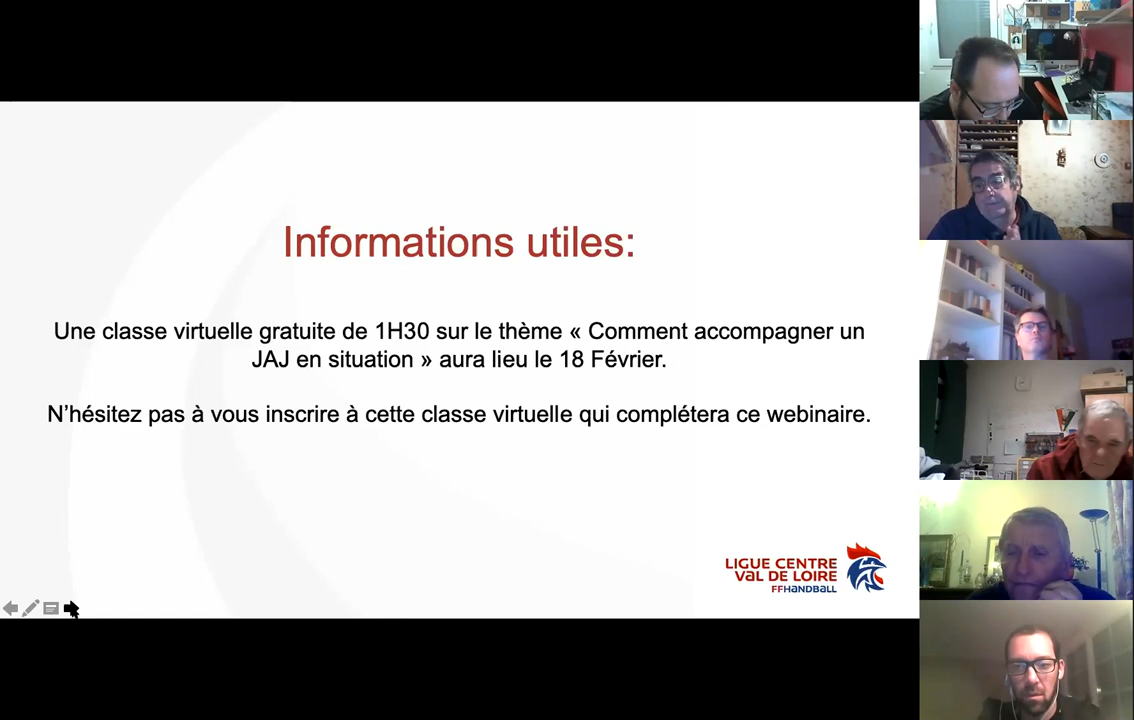 Informations utiles:
Une classe virtuelle gratuite de 1H30 sur le thème « Comment accompagner un
JAJ en situation » aura lieu le 18 Février.
N’hésitez pas à vous inscrire à cette classe virtuelle qui complétera ce webinaire.
LIGUE CENTRE
VAL DE LOIRE
FFHANDBALL